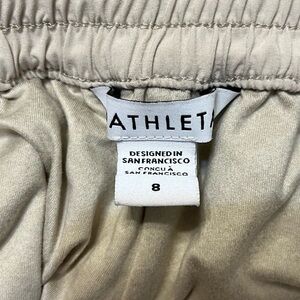 ATHLETA
DESIGNED IN
SAN FRANCISCO
CONÇU À
SAN FRANCISCO
8